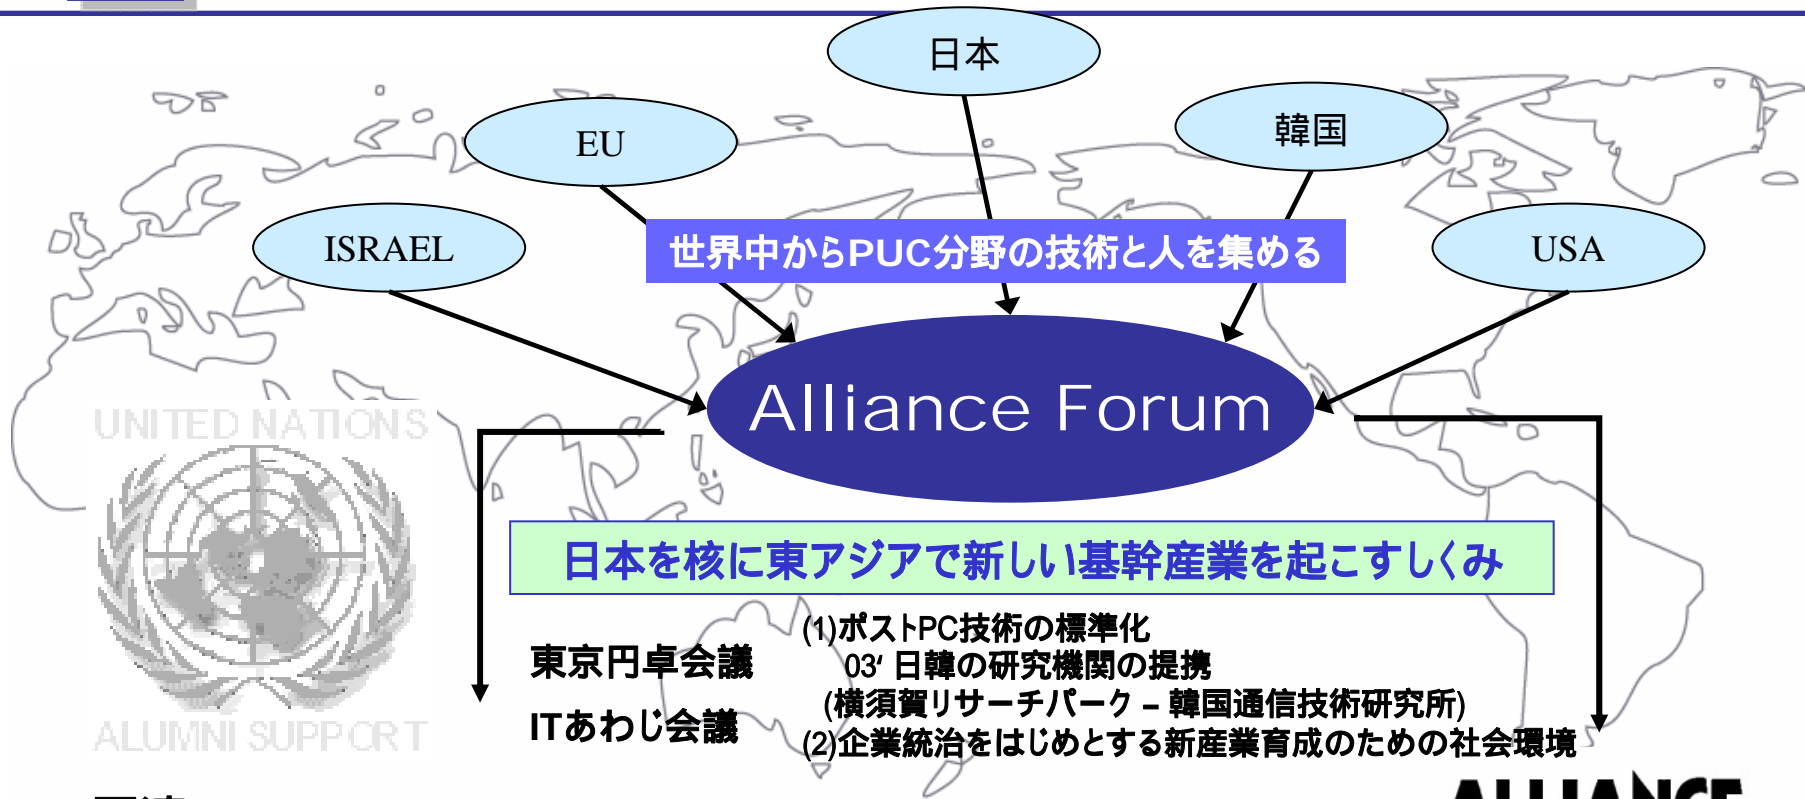 日本
EU
韓国
ISRAEL
USA
世界中からPUC分野の技術と人を集める
Alliance Forum
UNITED NATIONS
ALUMNI SUPPORT
日本を核に東アジアで新しい基幹産業を起こすしくみ
東京円卓会議
ITあわじ会議
(1)ポストPC技術の標準化
03' 日韓の研究機関の提携
(横須賀リサーチパーク – 韓国通信技術研究所)
(2)企業統治をはじめとする新産業育成のための社会環境
ALLIANCE